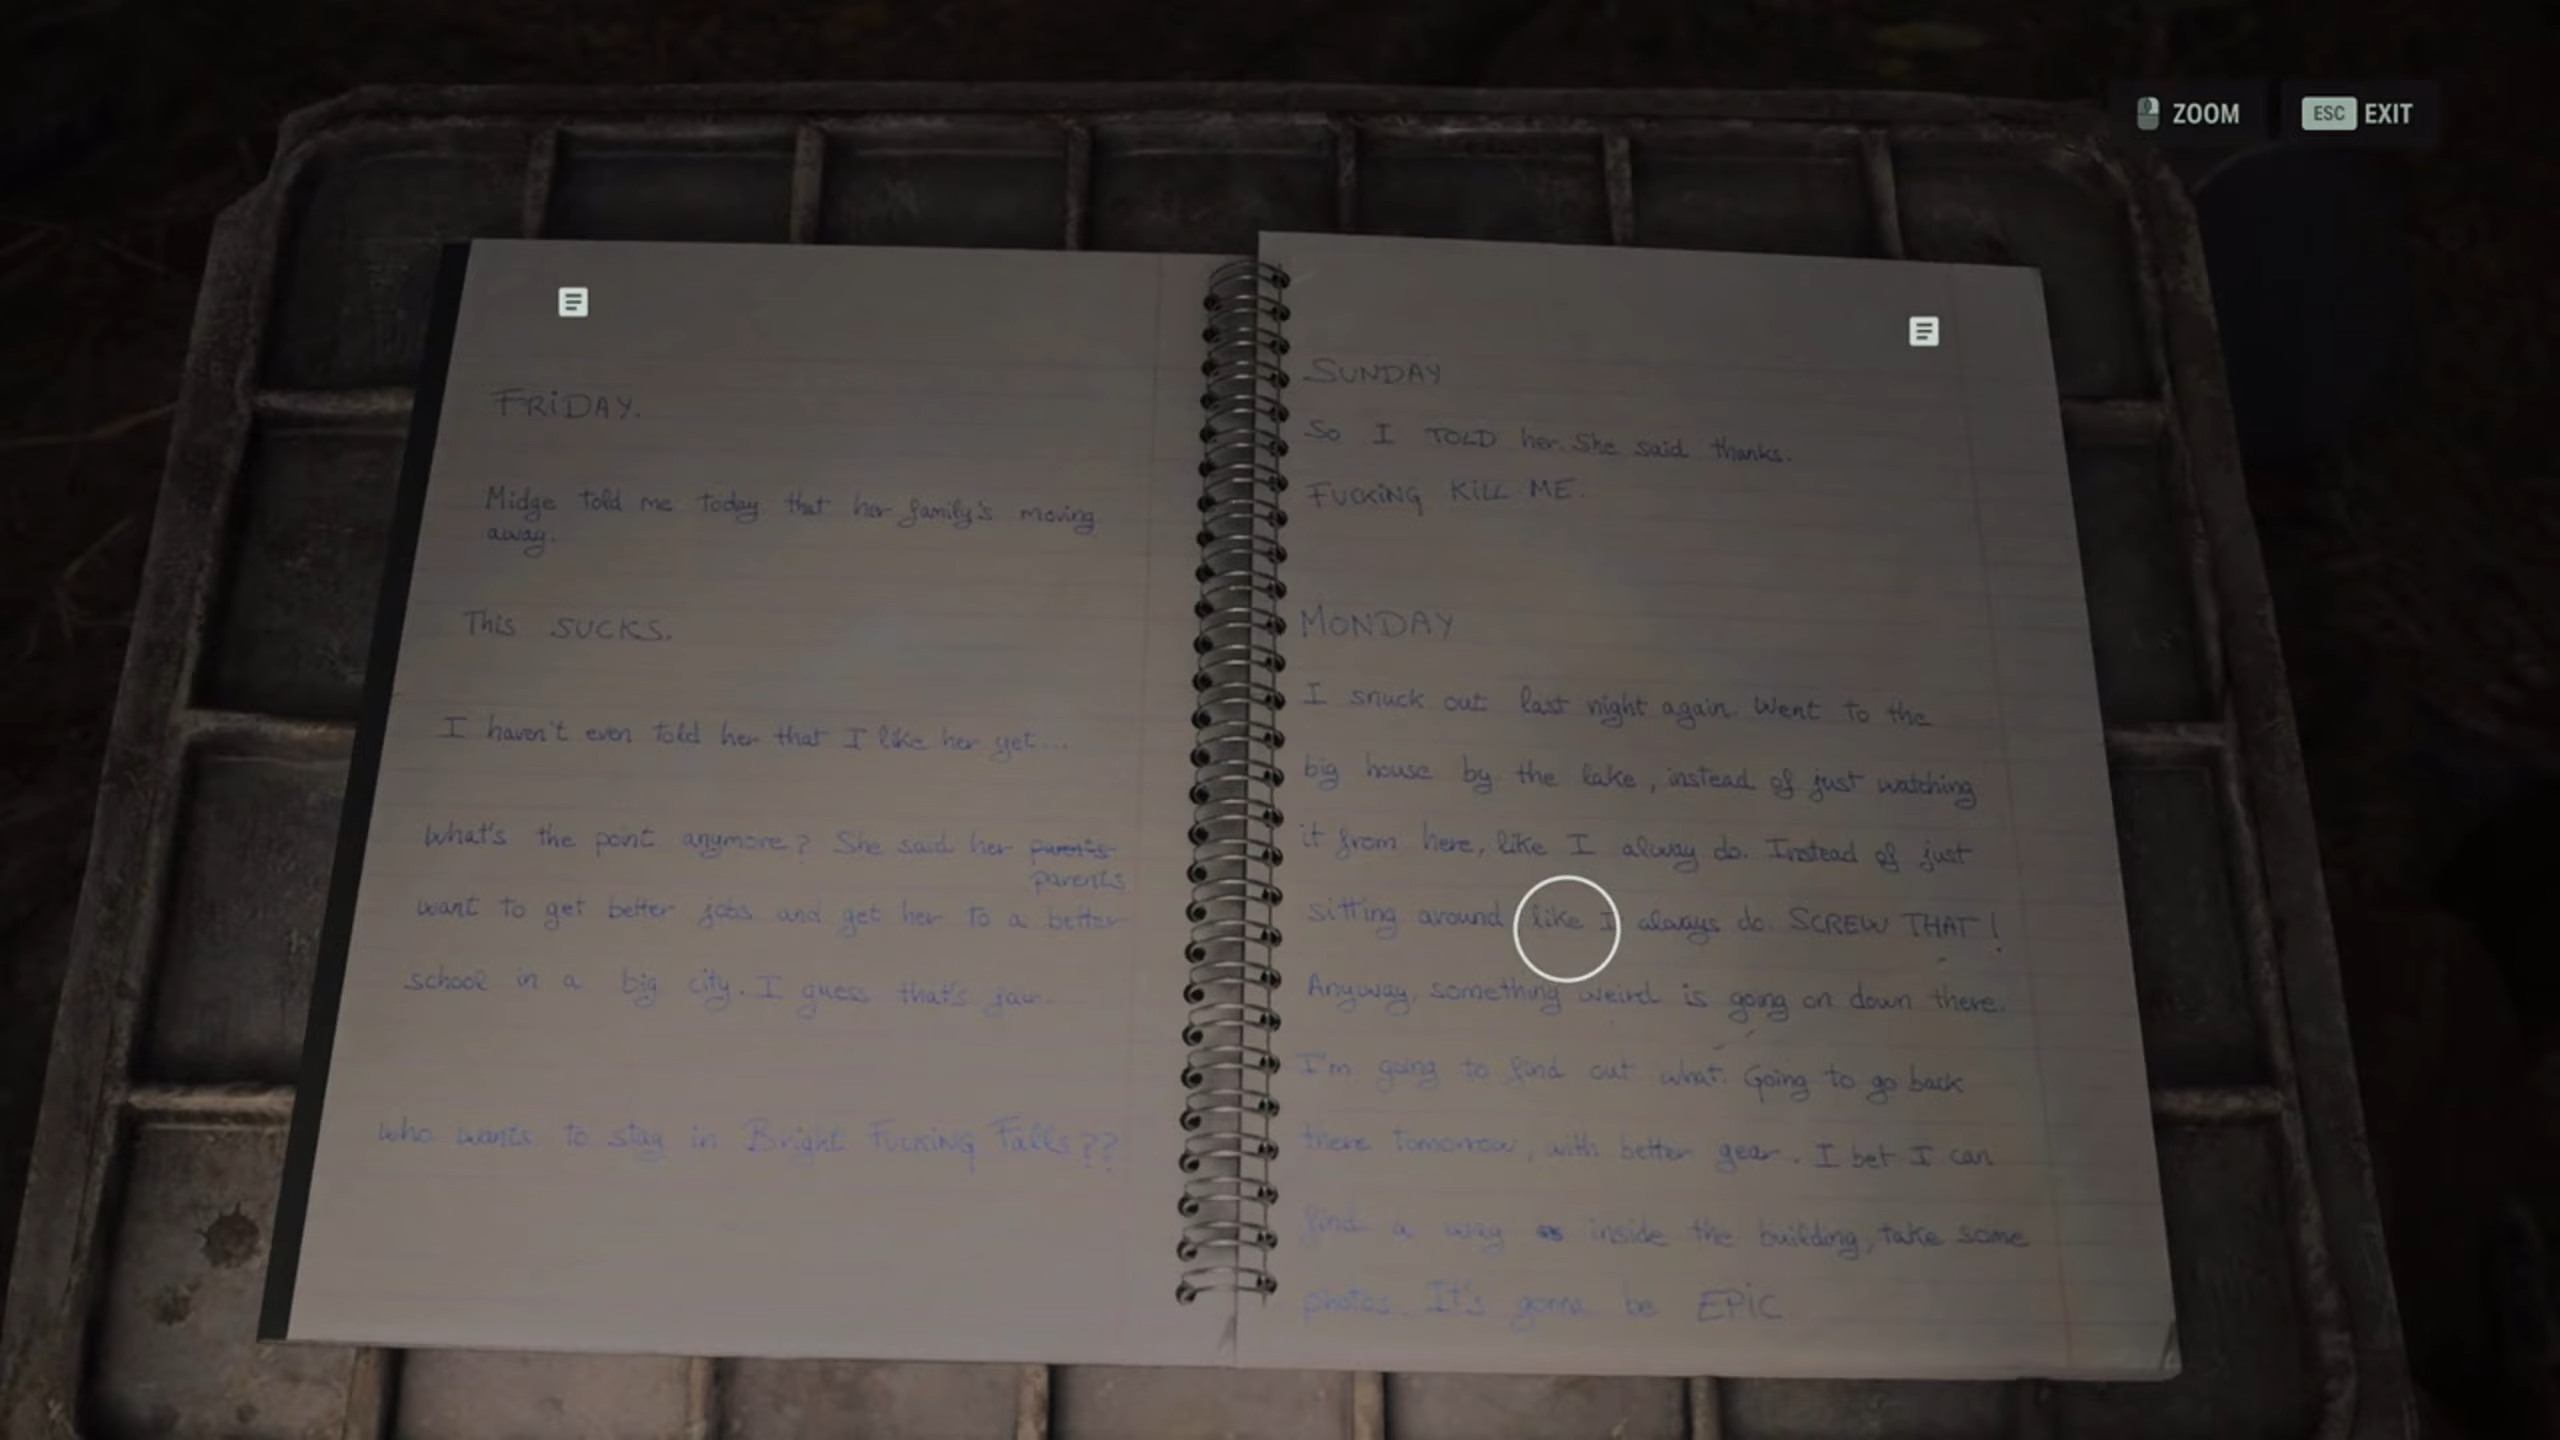 ZOOM
ESC EXIT
FRiDAY.
Midge told me today that her family's moving
away.
This SUCKS.
I haven't even told her that I like her yet...
what's the point anymore? She said her parents
parents
want to get better jobs and get her to a better
school in a big city. I guess that's fair.
who wants to stay in Bright FUCKiNG Falls??
SUNDAY
So I TOLD her. She said thanks.
FUCKiNG KiLL ME.
MONDAY
I snuck out last night again. Went to the
big house by the lake, instead of just watching
it from here, like I alway do. Instead of just
sitting around like I always do. SCREW THAT!
Anyway, something weird is going on down there.
I'm going to find out what. Going to go back
there tomorrow, with better gear. I bet I can
find a way inside the building, take some
photos. It's gonna be EPiC